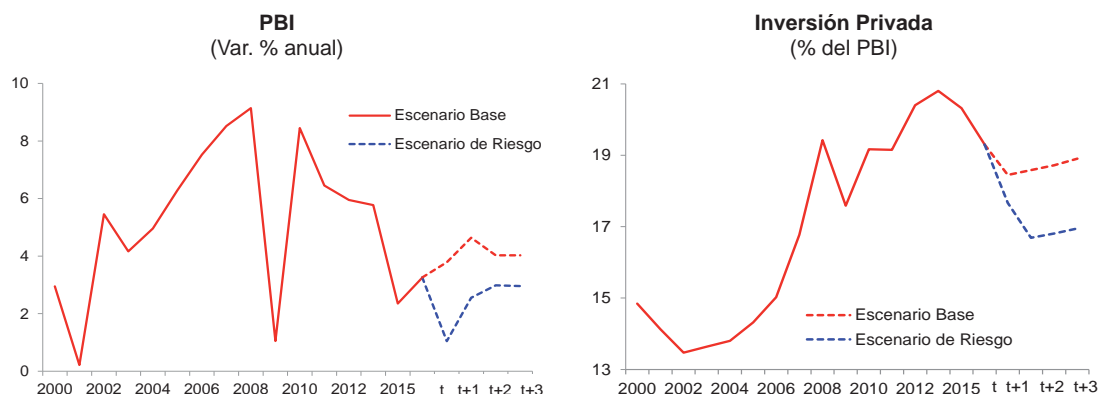 PBI
(Var. % anual)
10
8
6
4
2
0
Escenario Base
Escenario de Riesgo
2000 2002 2004 2006 2008 2010 2012 2015 t t+1 t+2 t+3
Inversión Privada
(% del PBI)
21
19
17
15
13
Escenario Base
Escenario de Riesgo
2000 2002 2004 2006 2008 2010 2012 2015 t t+1 t+2 t+3